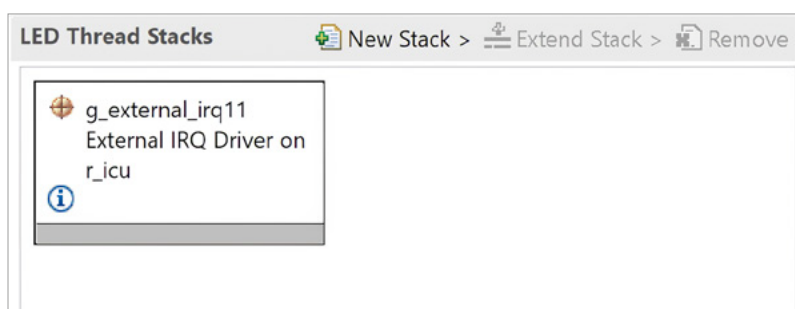 LED Thread Stacks New Stack > Extend Stack > Remove
g_external_irq11
External IRQ Driver on
r_icu